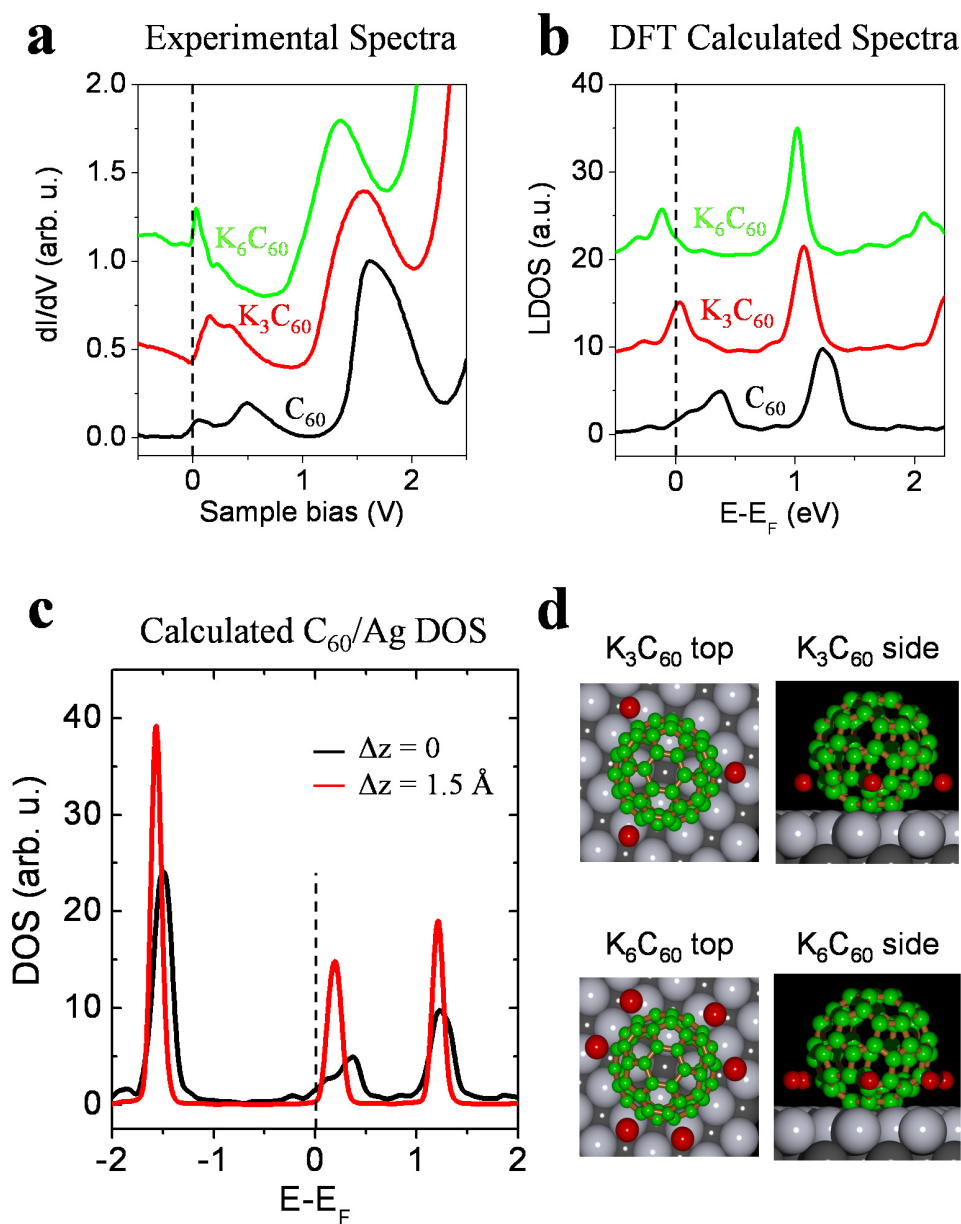 a Experimental Spectra
2.0
1.5
1.0
0.5
0.0
dI/dV (arb. u.)
K₆C₆₀
K₃C₆₀
C₆₀
0 1 2
Sample bias (V)
b DFT Calculated Spectra
40
30
20
10
0
LDOS (a.u.)
K₆C₆₀
K₃C₆₀
C₆₀
0 1 2
E-E_F (eV)
c Calculated C₆₀/Ag DOS
40
30
20
10
0
DOS (arb. u.)
Δz = 0
Δz = 1.5 Å
-2 -1 0 1 2
E-E_F
d
K₃C₆₀ top K₃C₆₀ side
K₆C₆₀ top K₆C₆₀ side